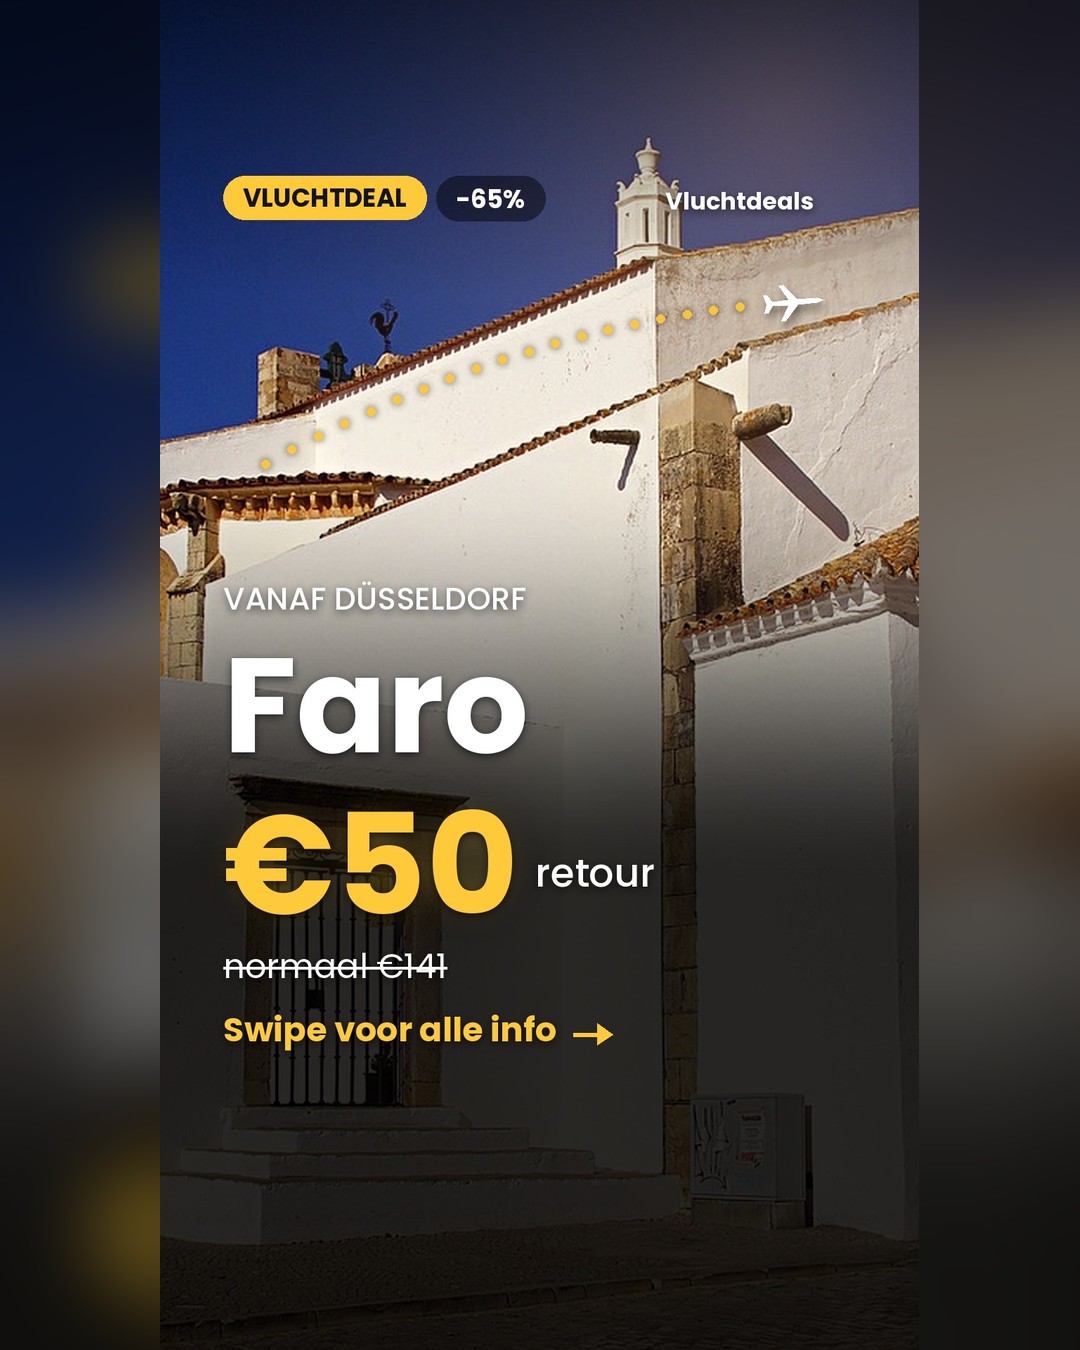 VLUCHTDEAL
-65%
Vluchtdeals
VANAF DÜSSELDORF
Faro
€50 retour
normaal €141
Swipe voor alle info →